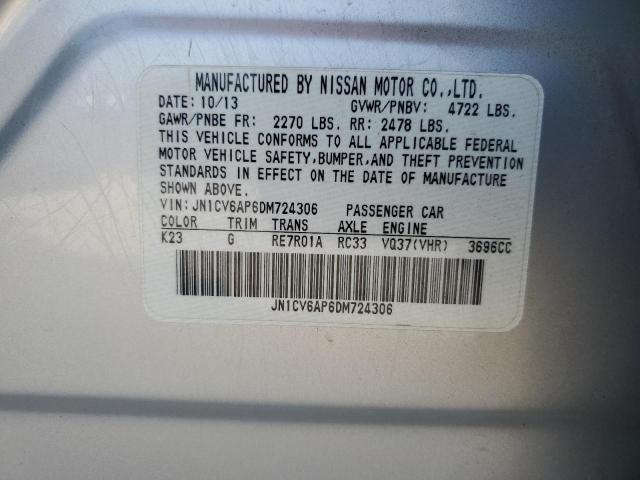 MANUFACTURED BY NISSAN MOTOR CO.,LTD.
DATE: 10/13 GVWR/PNBV: 4722 LBS.
GAWR/PNBE FR: 2270 LBS. RR: 2478 LBS.
THIS VEHICLE CONFORMS TO ALL APPLICABLE FEDERAL
MOTOR VEHICLE SAFETY,BUMPER,AND THEFT PREVENTION
STANDARDS IN EFFECT ON THE DATE OF MANUFACTURE
SHOWN ABOVE.
VIN: JN1CV6AP6DM724306 PASSENGER CAR
COLOR TRIM TRANS AXLE ENGINE
K23 G RE7R01A RC33 VQ37(VHR) 3696CC
JN1CV6AP6DM724306